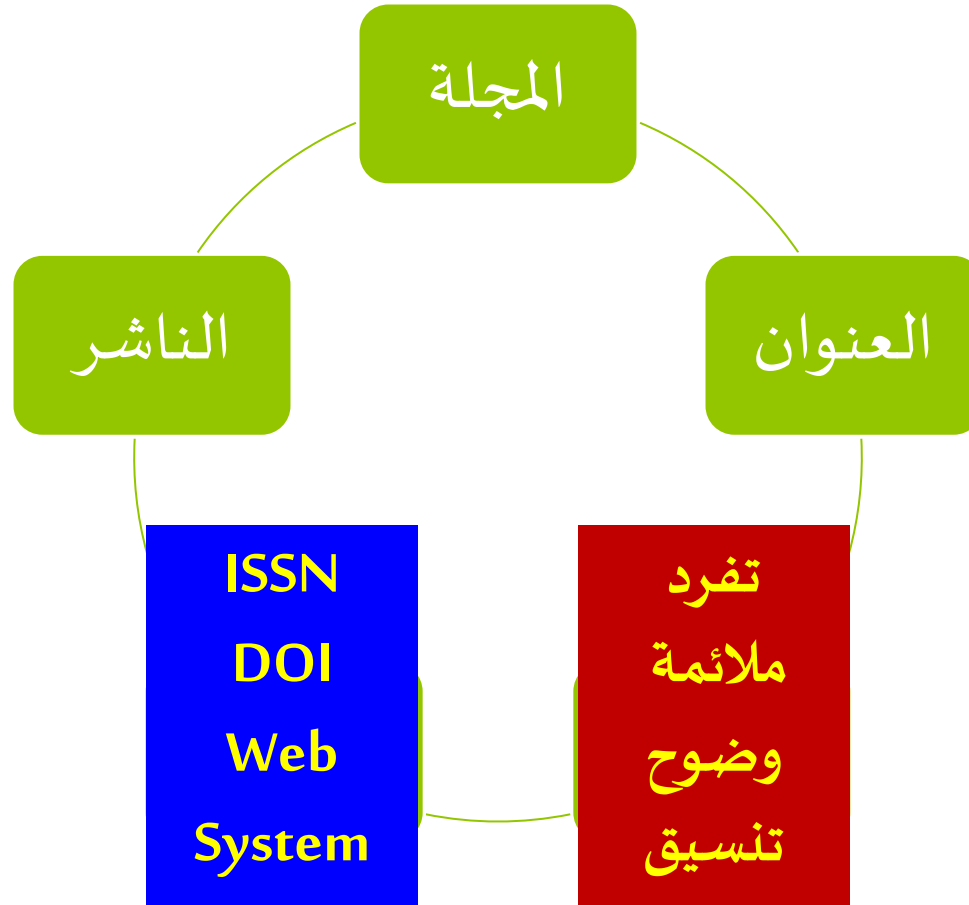 المجلة
العنوان
الناشر
تفرد
ملائمة
وضوح
تنسيق
ISSN
DOI
Web
System